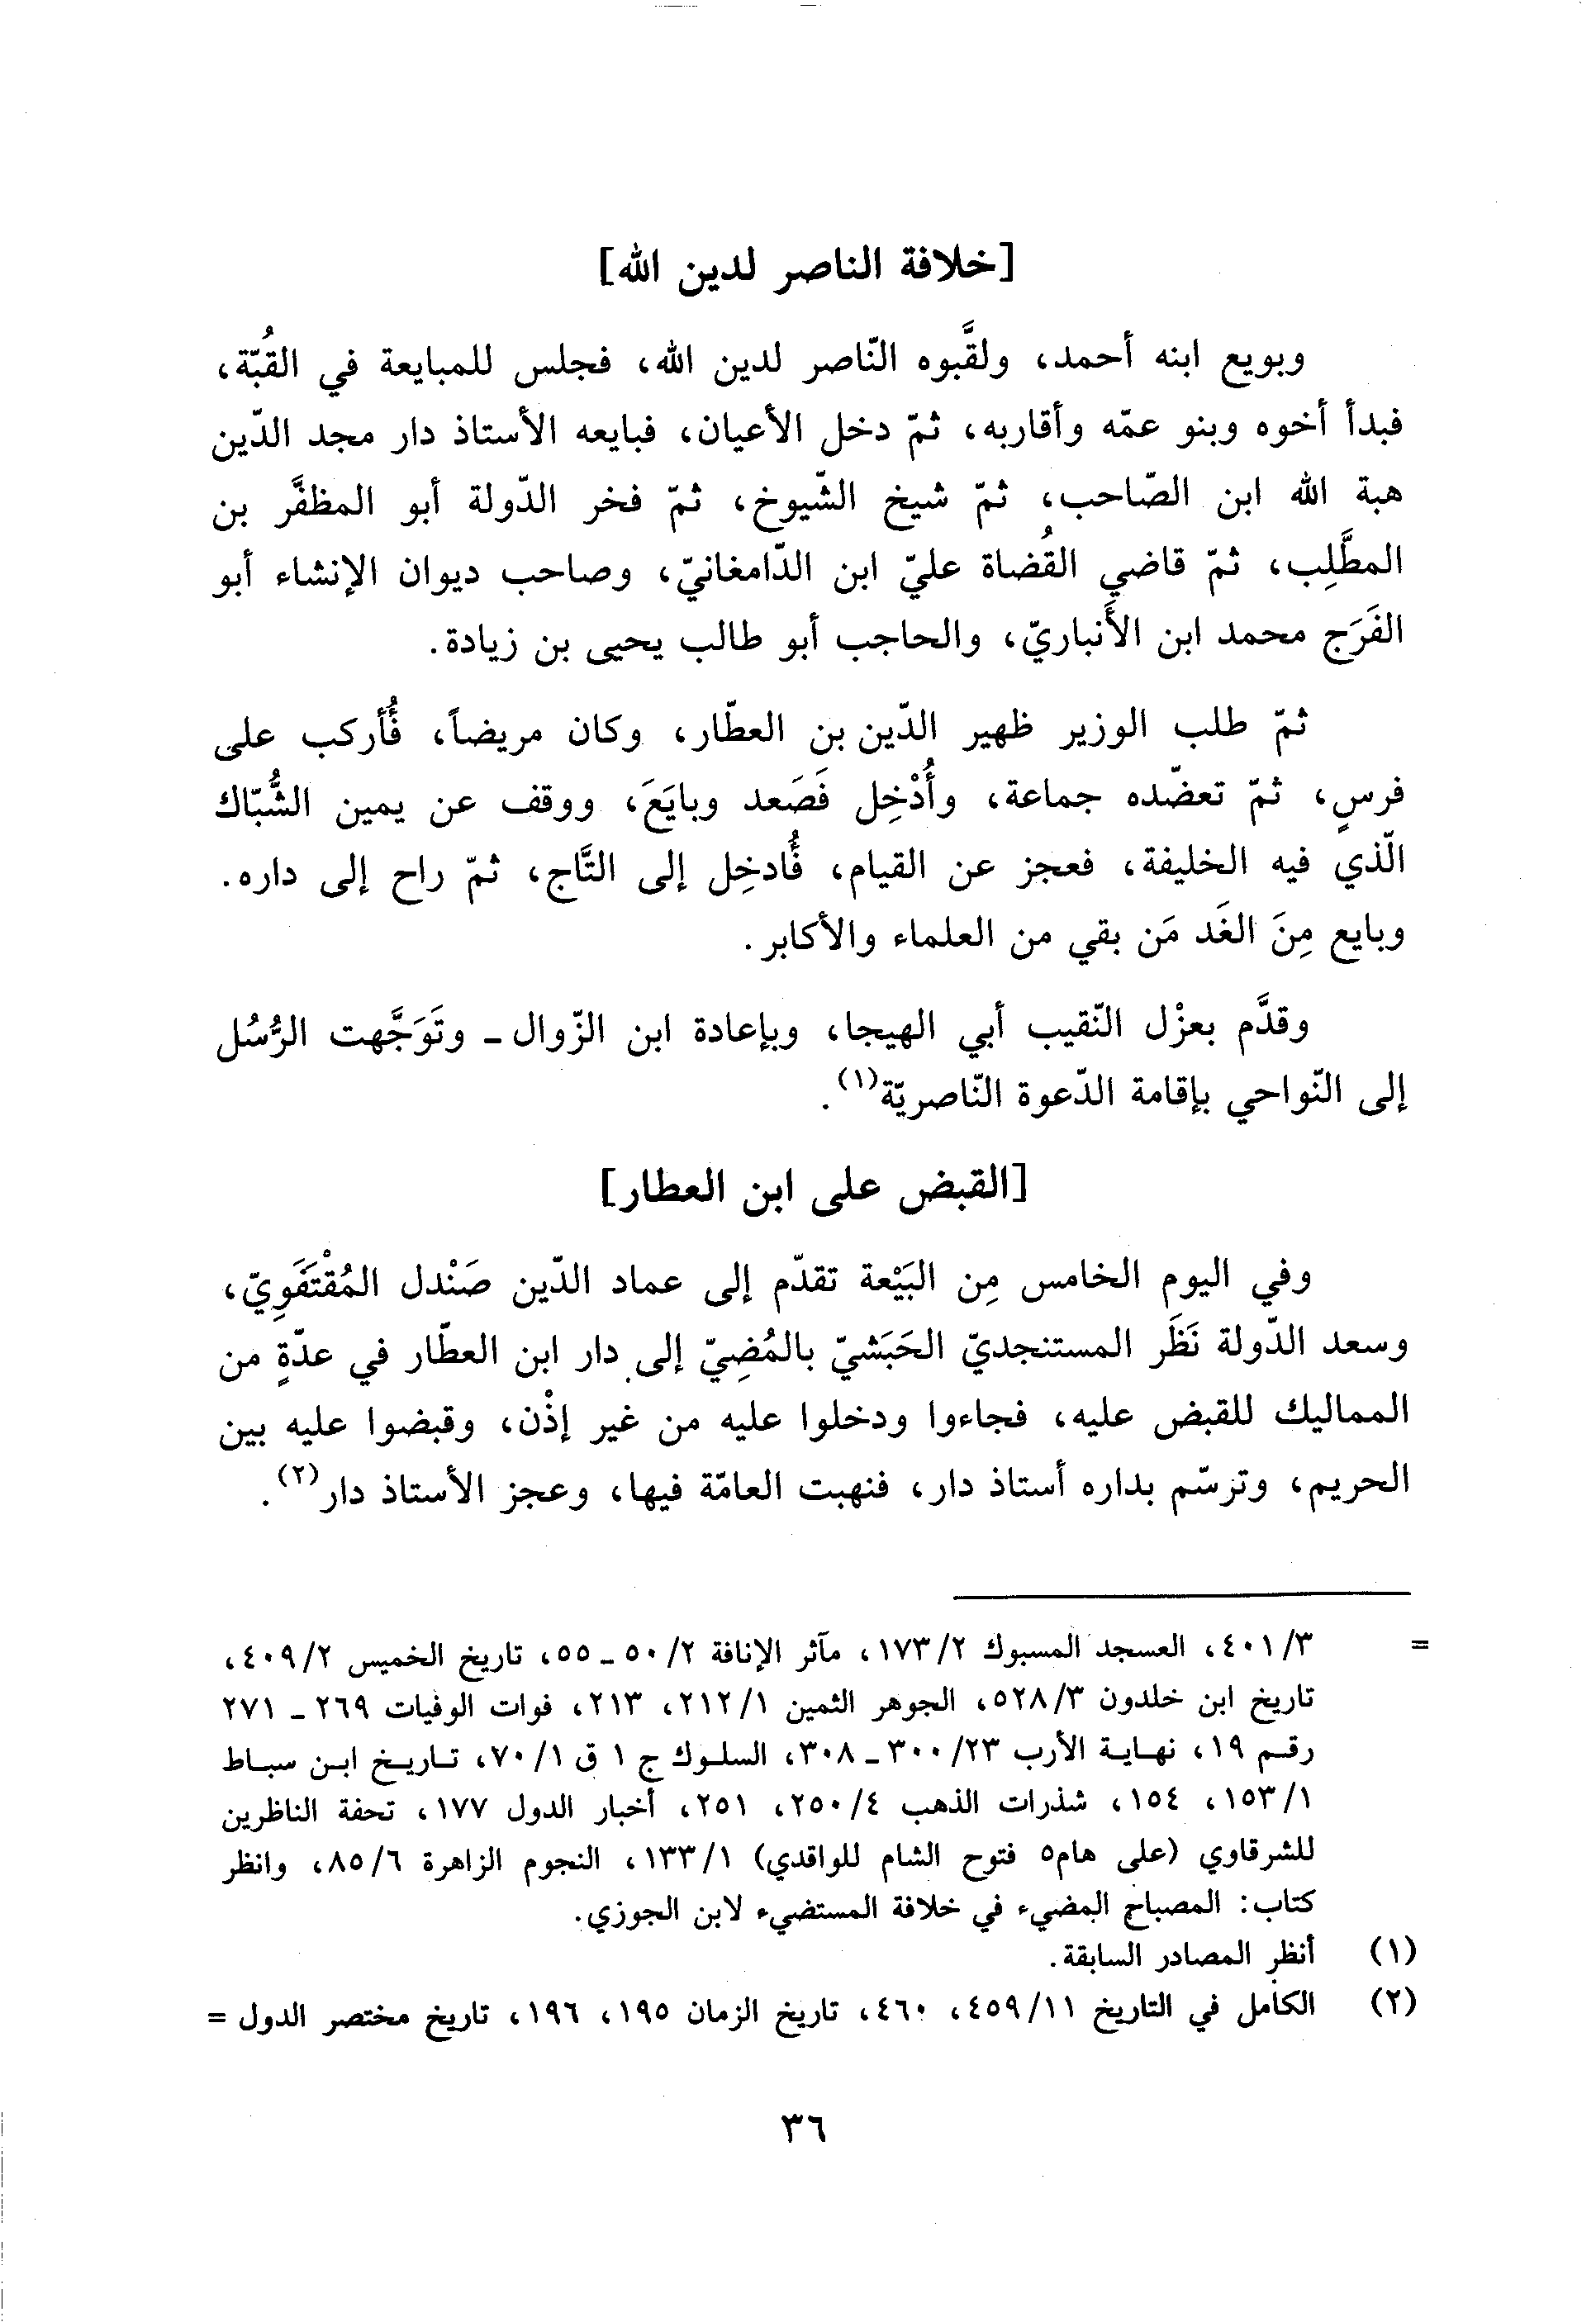 [خلافة الناصر لدين الله]
وبويع ابنه أحمد، ولقَّبوه النّاصر لدين الله، فجلس للمبايعة في القُبّة،
فبدأ أخوه وبنو عمّه وأقاربه، ثمّ دخل الأعيان، فبايعه الأستاذ دار مجد الدّين
هبة الله ابن الصّاحب، ثمّ شيخ الشّيوخ، ثمّ فخر الدّولة أبو المظفَّر بن
المطَّلِب، ثمّ قاضي القُضاة عليّ ابن الدّامغانيّ، وصاحب ديوان الإنشاء أبو
الفَرَج محمد ابن الأَنباريّ، والحاجب أبو طالب يحيى بن زيادة.
ثمّ طلب الوزير ظهير الدّين بن العطّار، وكان مريضاً، فأُركب على
فرسٍ، ثمّ تعضّده جماعة، وأُدْخِل فَصَعد وبايَعَ، ووقف عن يمين الشُّبّاك
الّذي فيه الخليفة، فعجز عن القيام، فأُدخِل إلى التَّاج، ثمّ راح إلى داره.
وبايع مِنَ الغَد مَن بقي من العلماء والأكابر.
وقدَّم بعزْل النّقيب أبي الهيجا، وبإعادة ابن الزّوال ـ وتَوَجَّهت الرُّسُل
إلى النّواحي بإقامة الدّعوة النّاصريّة(١).
[القبض على ابن العطار]
وفي اليوم الخامس مِن البَيْعة تقدّم إلى عماد الدّين صَنْدل المُقْتَفَوِيّ،
وسعد الدّولة نَظَر المستنجديّ الحَبَشيّ بالمُضِيّ إلى دار ابن العطّار في عدّةٍ من
المماليك للقبض عليه، فجاءوا ودخلوا عليه من غير إذْن، وقبضوا عليه بين
الحريم، وترسّم بداره أستاذ دار، فنهبت العامّة فيها، وعجز الأستاذ دار(٢).
= ٤٠١/٣، العسجد المسبوك ١٧٣/٢، مآثر الإنافة ٥٠/٢ ـ ٥٥، تاريخ الخميس ٤٠٩/٢،
تاريخ ابن خلدون ٥٢٨/٣، الجوهر الثمين ٢١٢/١، ٢١٣، فوات الوفيات ٢٦٩ ـ ٢٧١
رقم ١٩، نهاية الأرب ٣٠٠/٢٣ ـ ٣٠٨، السلوك ج ١ ق ٧٠/١، تاريخ ابن سباط
١٥٣/١، ١٥٤، شذرات الذهب ٢٥٠/٤، ٢٥١، أخبار الدول ١٧٧، تحفة الناظرين
للشرقاوي (على هام٥ فتوح الشام للواقدي) ١٣٣/١، النجوم الزاهرة ٨٥/٦، وانظر
كتاب: المصباح المضيء في خلافة المستضيء لابن الجوزي.
(١) أنظر المصادر السابقة.
(٢) الكامل في التاريخ ٤٥٩/١١، ٤٦٠، تاريخ الزمان ١٩٥، ١٩٦، تاريخ مختصر الدول =
٣٦